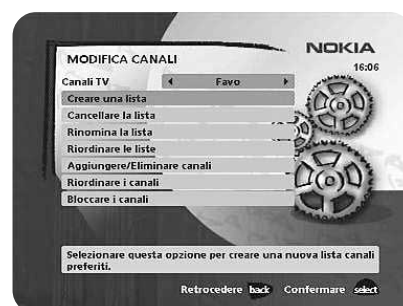 NOKIA
MODIFICA CANALI
16:06
Canali TV Favo
Creare una lista
Cancellare la lista
Rinomina la lista
Riordinare le liste
Aggiungere/Eliminare canali
Riordinare i canali
Bloccare i canali
Selezionare questa opzione per creare una nuova lista canali
preferiti.
Retrocedere back Confermare select